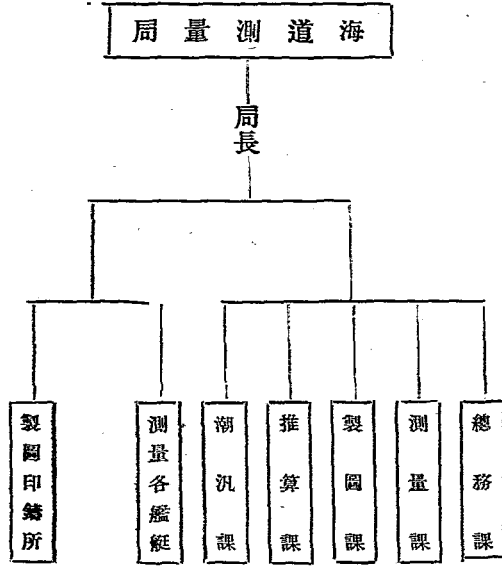 海道測量局
局長
總務課
測量課
製圖課
推算課
潮汎課
測量各艦艇
製圖印鑄所